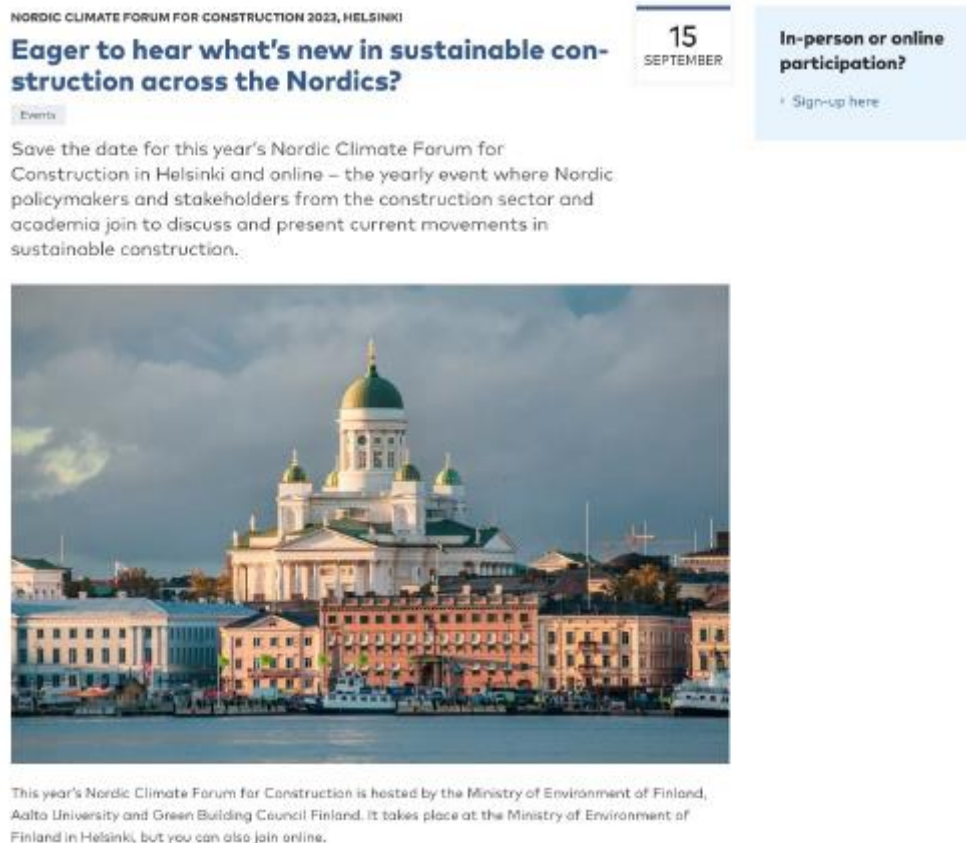 NORDIC CLIMATE FORUM FOR CONSTRUCTION 2023, HELSINKI
Eager to hear what's new in sustainable con-
struction across the Nordics?
Events
Save the date for this year's Nordic Climate Forum for
Construction in Helsinki and online – the yearly event where Nordic
policymakers and stakeholders from the construction sector and
academia join to discuss and present current movements in
sustainable construction.
15
SEPTEMBER
In-person or online
participation?
› Sign-up here
This year's Nordic Climate Forum for Construction is hosted by the Ministry of Environment of Finland,
Aalto University and Green Building Council Finland. It takes place at the Ministry of Environment of
Finland in Helsinki, but you can also join online.